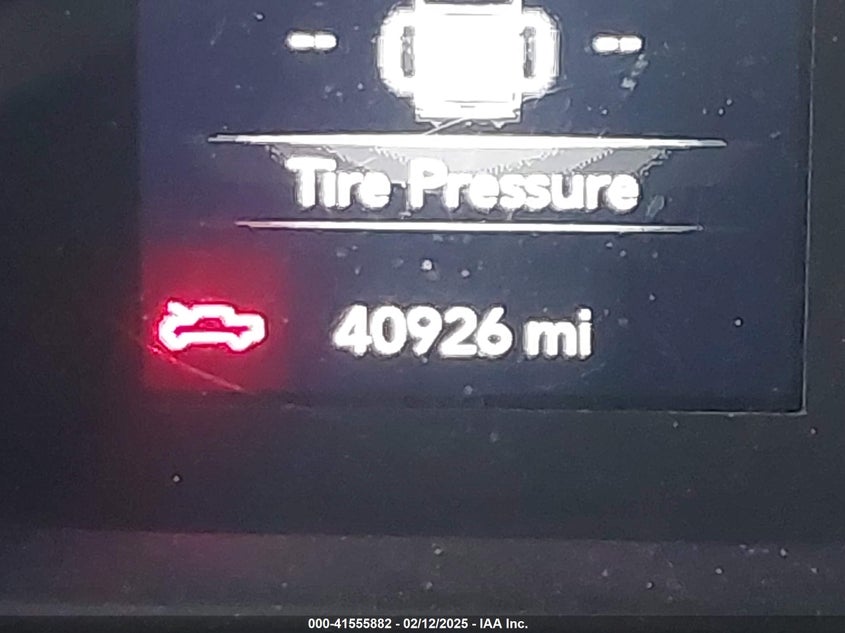 -- --
Tire Pressure
40926 mi
000-41555882 - 02/12/2025 - IAA Inc.